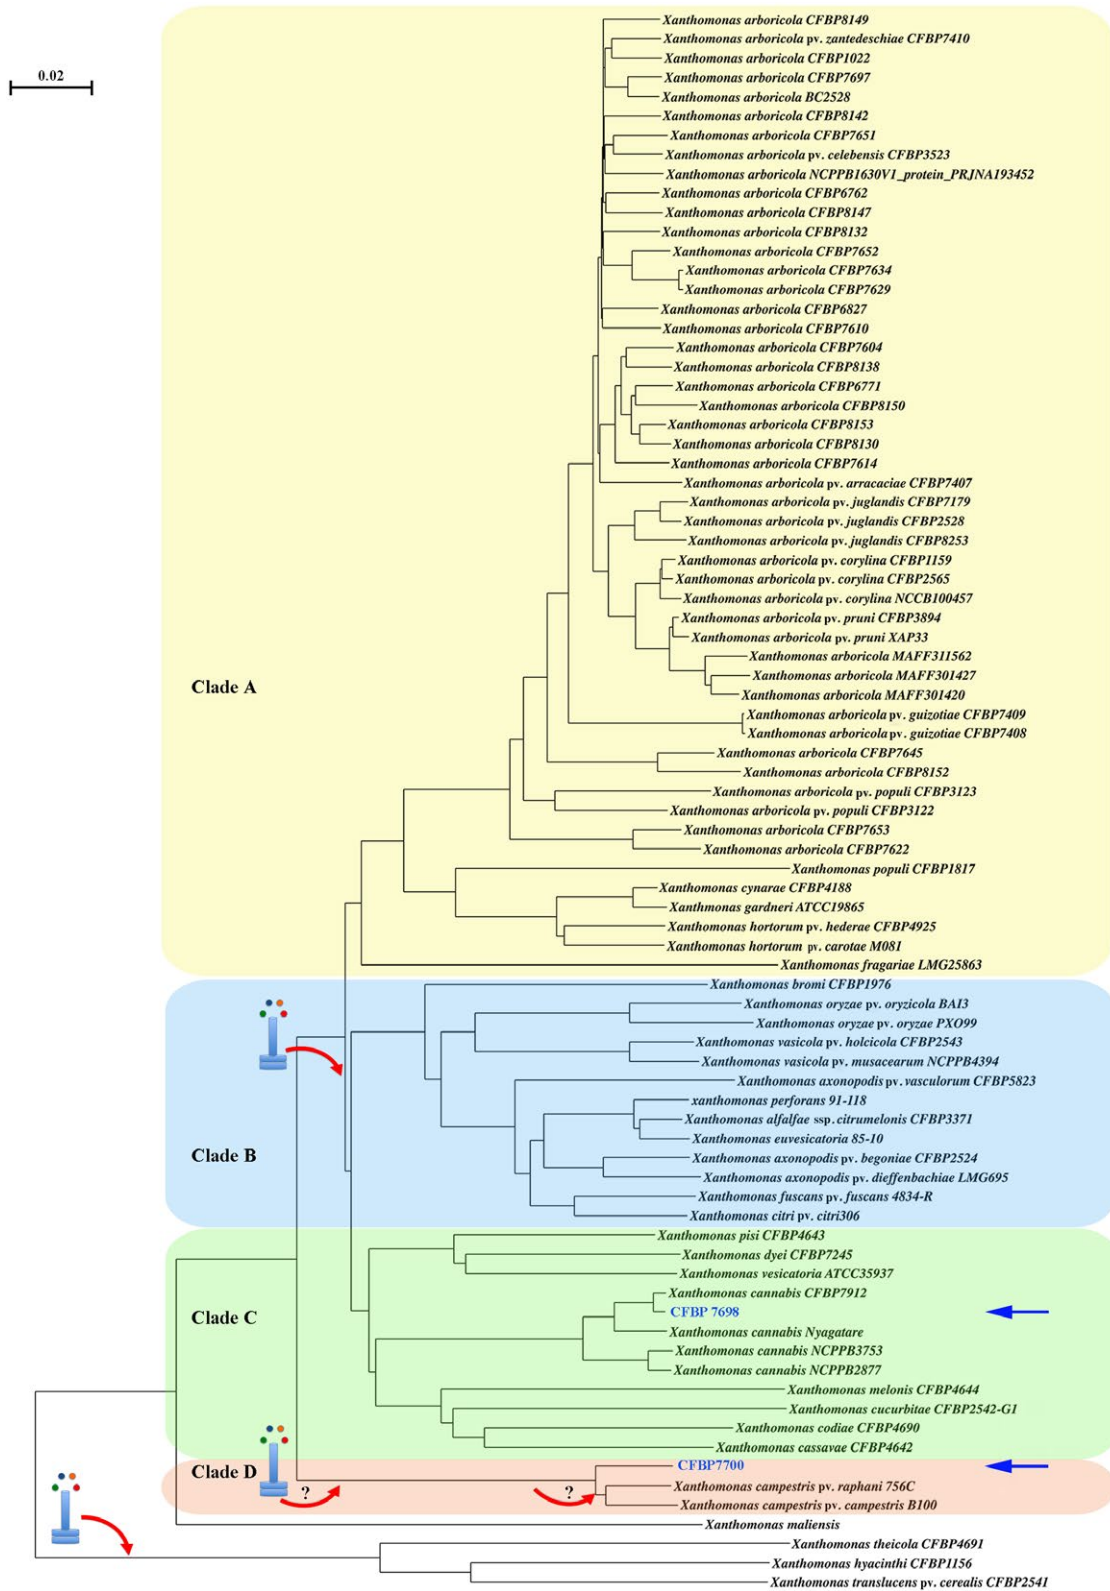 0.02
Xanthomonas arboricola CFBP8149
Xanthomonas arboricola pv. zantedeschiae CFBP7410
Xanthomonas arboricola CFBP1022
Xanthomonas arboricola CFBP7697
Xanthomonas arboricola BC2528
Xanthomonas arboricola CFBP8142
Xanthomonas arboricola CFBP7651
Xanthomonas arboricola pv. celebensis CFBP3523
Xanthomonas arboricola NCPPB1630V1_protein_PRJNA193452
Xanthomonas arboricola CFBP6762
Xanthomonas arboricola CFBP8147
Xanthomonas arboricola CFBP8132
Xanthomonas arboricola CFBP7652
Xanthomonas arboricola CFBP7634
Xanthomonas arboricola CFBP7629
Xanthomonas arboricola CFBP6827
Xanthomonas arboricola CFBP7610
Xanthomonas arboricola CFBP7604
Xanthomonas arboricola CFBP8138
Xanthomonas arboricola CFBP6771
Xanthomonas arboricola CFBP8150
Xanthomonas arboricola CFBP8153
Xanthomonas arboricola CFBP8130
Xanthomonas arboricola CFBP7614
Xanthomonas arboricola pv. arracaciae CFBP7407
Xanthomonas arboricola pv. juglandis CFBP7179
Xanthomonas arboricola pv. juglandis CFBP2528
Xanthomonas arboricola pv. juglandis CFBP8253
Xanthomonas arboricola pv. corylina CFBP1159
Xanthomonas arboricola pv. corylina CFBP2565
Xanthomonas arboricola pv. corylina NCCB100457
Xanthomonas arboricola pv. pruni CFBP3894
Xanthomonas arboricola pv. pruni XAP33
Xanthomonas arboricola MAFF311562
Xanthomonas arboricola MAFF301427
Clade A
Xanthomonas arboricola MAFF301420
Xanthomonas arboricola pv. guizotiae CFBP7409
Xanthomonas arboricola pv. guizotiae CFBP7408
Xanthomonas arboricola CFBP7645
Xanthomonas arboricola CFBP8152
Xanthomonas arboricola pv. populi CFBP3123
Xanthomonas arboricola pv. populi CFBP3122
Xanthomonas arboricola CFBP7653
Xanthomonas arboricola CFBP7622
Xanthomonas populi CFBP1817
Xanthomonas cynarae CFBP4188
Xanthmonas gardneri ATCC19865
Xanthomonas hortorum pv. hederae CFBP4925
Xanthomonas hortorum pv. carotae M081
Xanthomonas fragariae LMG25863
Xanthomonas bromi CFBP1976
Xanthomonas oryzae pv. oryzicola BAI3
Xanthomonas oryzae pv. oryzae PXO99
Xanthomonas vasicola pv. holcicola CFBP2543
Xanthomonas vasicola pv. musacearum NCPPB4394
Xanthomonas axonopodis pv. vasculorum CFBP5823
xanthomonas perforans 91-118
Xanthomonas alfalfae ssp. citrumelonis CFBP3371
Xanthomonas euvesicatoria 85-10
Clade B
Xanthomonas axonopodis pv. begoniae CFBP2524
Xanthomonas axonopodis pv. dieffenbachiae LMG695
Xanthomonas fuscans pv. fuscans 4834-R
Xanthomonas citri pv. citri306
Xanthomonas pisi CFBP4643
Xanthomonas dyei CFBP7245
Xanthomonas vesicatoria ATCC35937
Xanthomonas cannabis CFBP7912
Clade C
CFBP 7698
Xanthomonas cannabis Nyagatare
Xanthomonas cannabis NCPPB3753
Xanthomonas cannabis NCPPB2877
Xanthomonas melonis CFBP4644
Xanthomonas cucurbitae CFBP2542-G1
Xanthomonas codiae CFBP4690
Xanthomonas cassavae CFBP4642
Clade D
CFBP7700
Xanthomonas campestris pv. raphani 756C
? ?
Xanthomonas campestris pv. campestris B100
Xanthomonas maliensis
Xanthomonas theicola CFBP4691
Xanthomonas hyacinthi CFBP1156
Xanthomonas translucens pv. cerealis CFBP2541